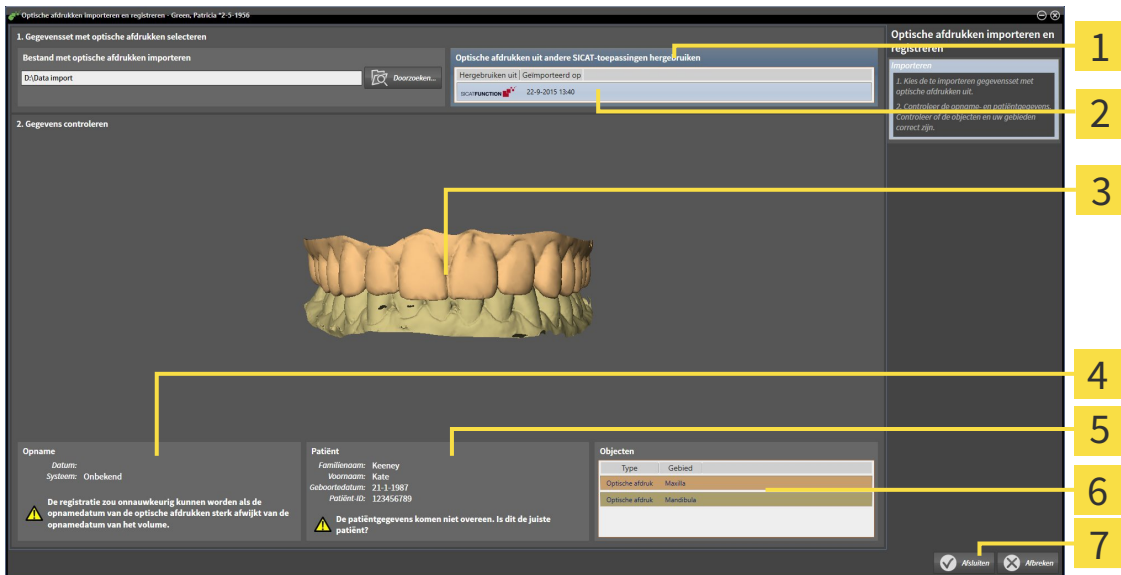 Optische afdrukken importeren en registreren - Green, Patricia *2-5-1956
1. Gegevensset met optische afdrukken selecteren
Bestand met optische afdrukken importeren
D:\Data import
Doorzoeken...
Optische afdrukken uit andere SICAT-toepassingen hergebruiken
Hergebruiken uit Geïmporteerd op
SICATFUNCTION 22-9-2015 13:40
Optische afdrukken importeren en
registreren
Importeren
1. Kies de te importeren gegevensset met
optische afdrukken uit.
2. Controleer de opname- en patiëntgegevens.
Controleer of de objecten en uw gebieden
correct zijn.
2. Gegevens controleren
Opname
Datum:
Systeem: Onbekend
De registratie zou onnauwkeurig kunnen worden als de
opnamedatum van de optische afdrukken sterk afwijkt van de
opnamedatum van het volume.
Patiënt
Familienaam: Keeney
Voornaam: Kate
Geboortedatum: 21-1-1987
Patiënt-ID: 123456789
De patiëntgegevens komen niet overeen. Is dit de juiste
patiënt?
Objecten
Type Gebied
Optische afdruk Maxilla
Optische afdruk Mandibula
Afsluiten
Afbreken
1
2
3
4
5
6
7